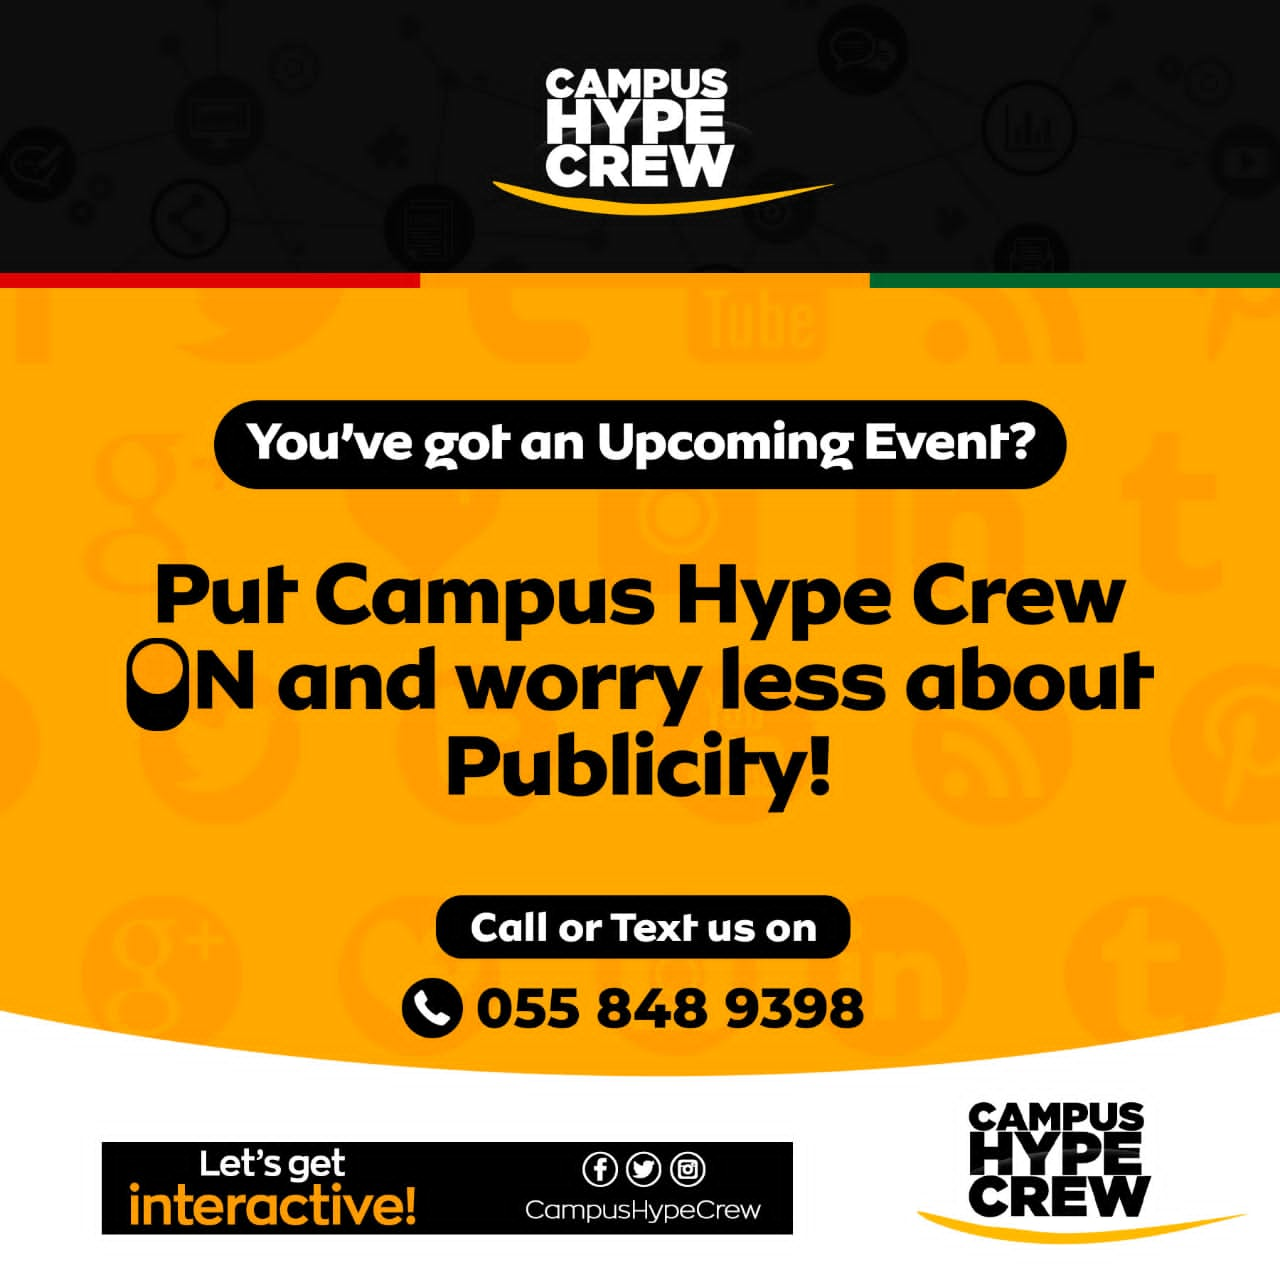 CAMPUS
HYPE
CREW
Tube
You've got an Upcoming Event?
Put Campus Hype Crew
ON and worry less about
Publicity!
Call or Text us on
055 848 9398
Let's get
interactive!
CampusHypeCrew
CAMPUS
HYPE
CREW